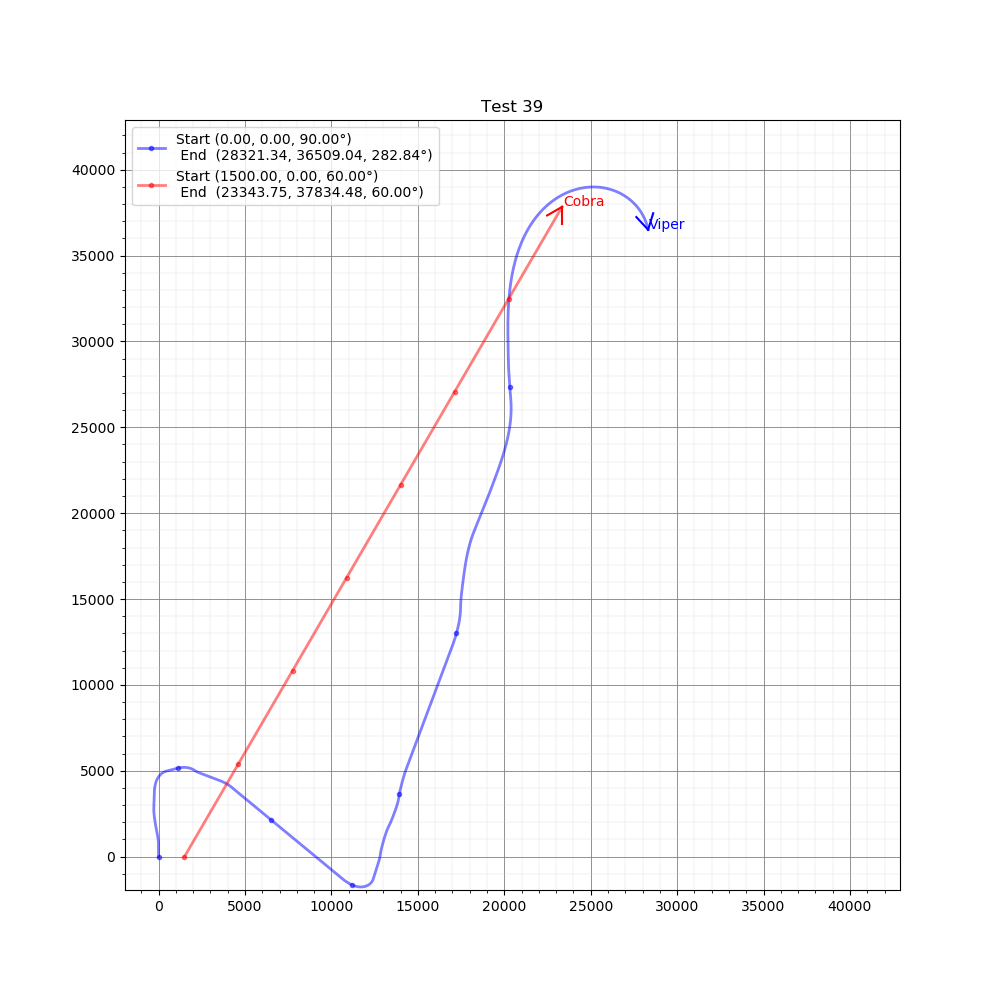 Test 39
Start (0.00, 0.00, 90.00°)
End  (28321.34, 36509.04, 282.84°)
Start (1500.00, 0.00, 60.00°)
End  (23343.75, 37834.48, 60.00°)
40000
Cobra
Viper
35000
30000
25000
20000
15000
10000
5000
0
0 5000 10000 15000 20000 25000 30000 35000 40000